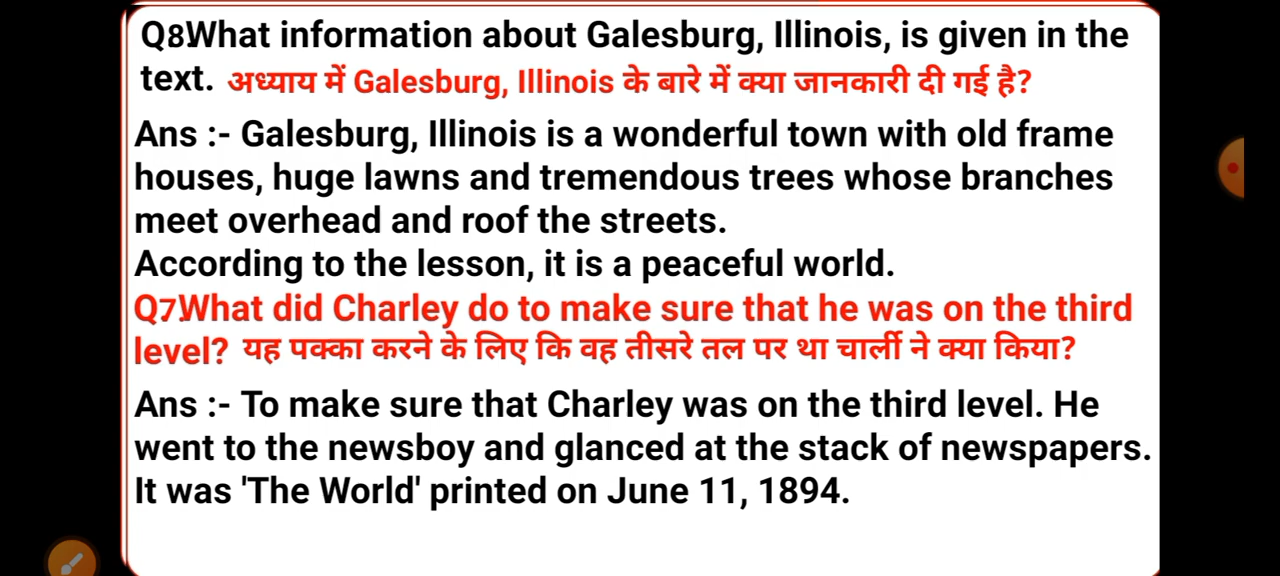 Q8.What information about Galesburg, Illinois, is given in the
text. अध्याय में Galesburg, Illinois के बारे में क्या जानकारी दी गई है?
Ans :- Galesburg, Illinois is a wonderful town with old frame
houses, huge lawns and tremendous trees whose branches
meet overhead and roof the streets.
According to the lesson, it is a peaceful world.
Q7.What did Charley do to make sure that he was on the third
level? यह पक्का करने के लिए कि वह तीसरे तल पर था चार्ली ने क्या किया?
Ans :- To make sure that Charley was on the third level. He
went to the newsboy and glanced at the stack of newspapers.
It was 'The World' printed on June 11, 1894.